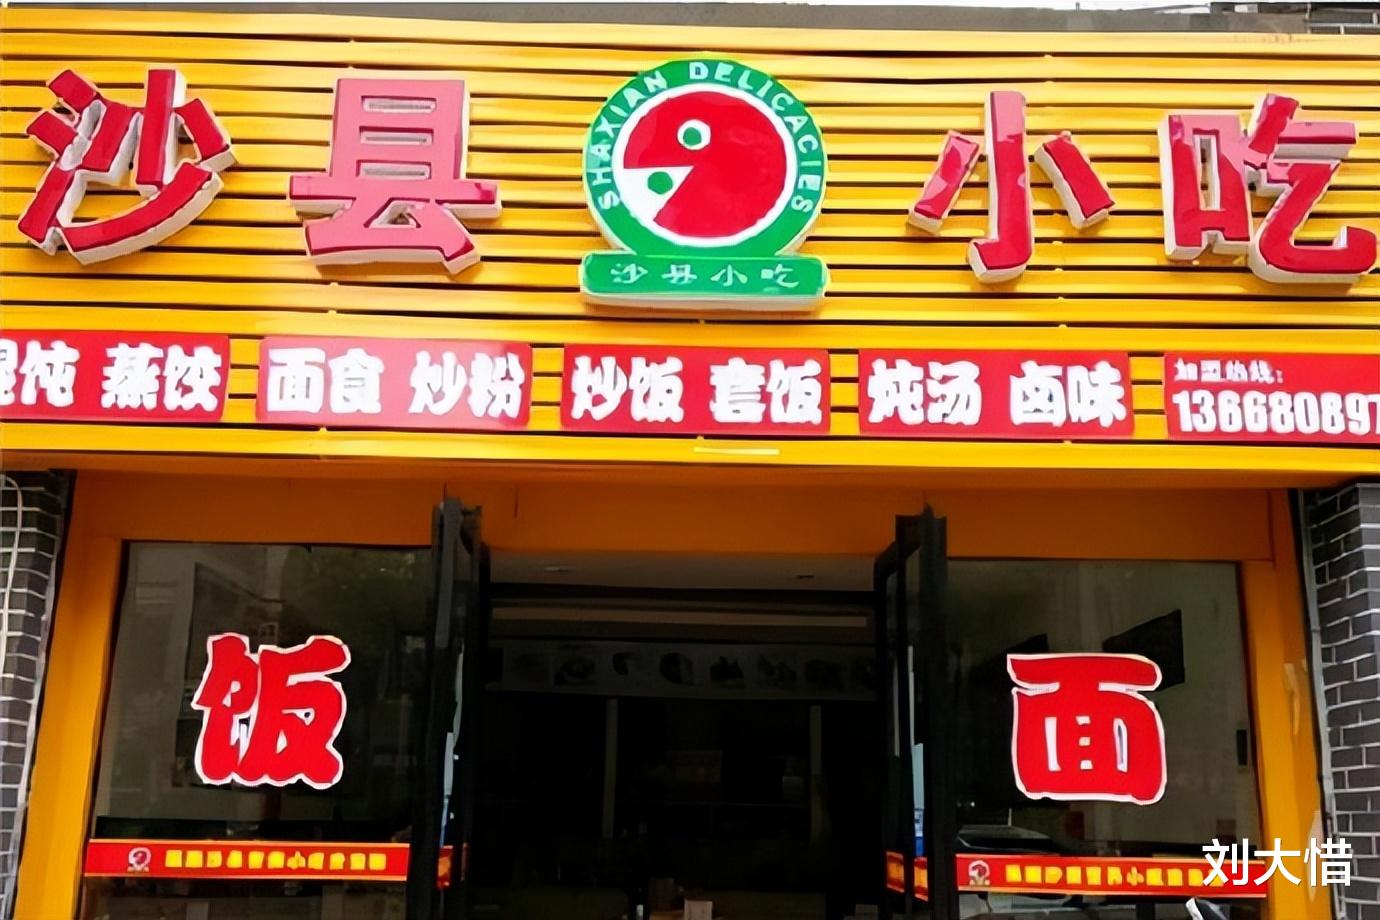 沙县 小吃
SHAXIAN DELICACIES
沙县小吃
馄饨 蒸饺 面食 炒粉 炒饭 套饭 炖汤 卤味
加盟热线:
136680897
饭 面
刘大惜